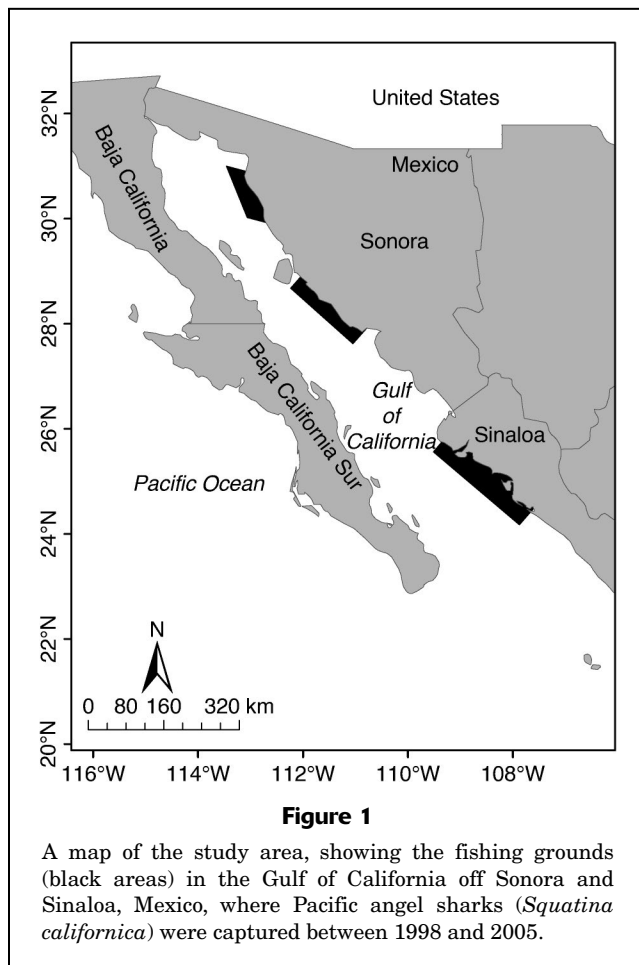 United States
Mexico
Baja California
Sonora
Baja California Sur
Gulf
of
California
Sinaloa
Pacific Ocean
N
0 80 160 320 km
32°N
30°N
28°N
26°N
24°N
22°N
20°N
116°W 114°W 112°W 110°W 108°W
Figure 1
A map of the study area, showing the fishing grounds
(black areas) in the Gulf of California off Sonora and
Sinaloa, Mexico, where Pacific angel sharks (Squatina
californica) were captured between 1998 and 2005.